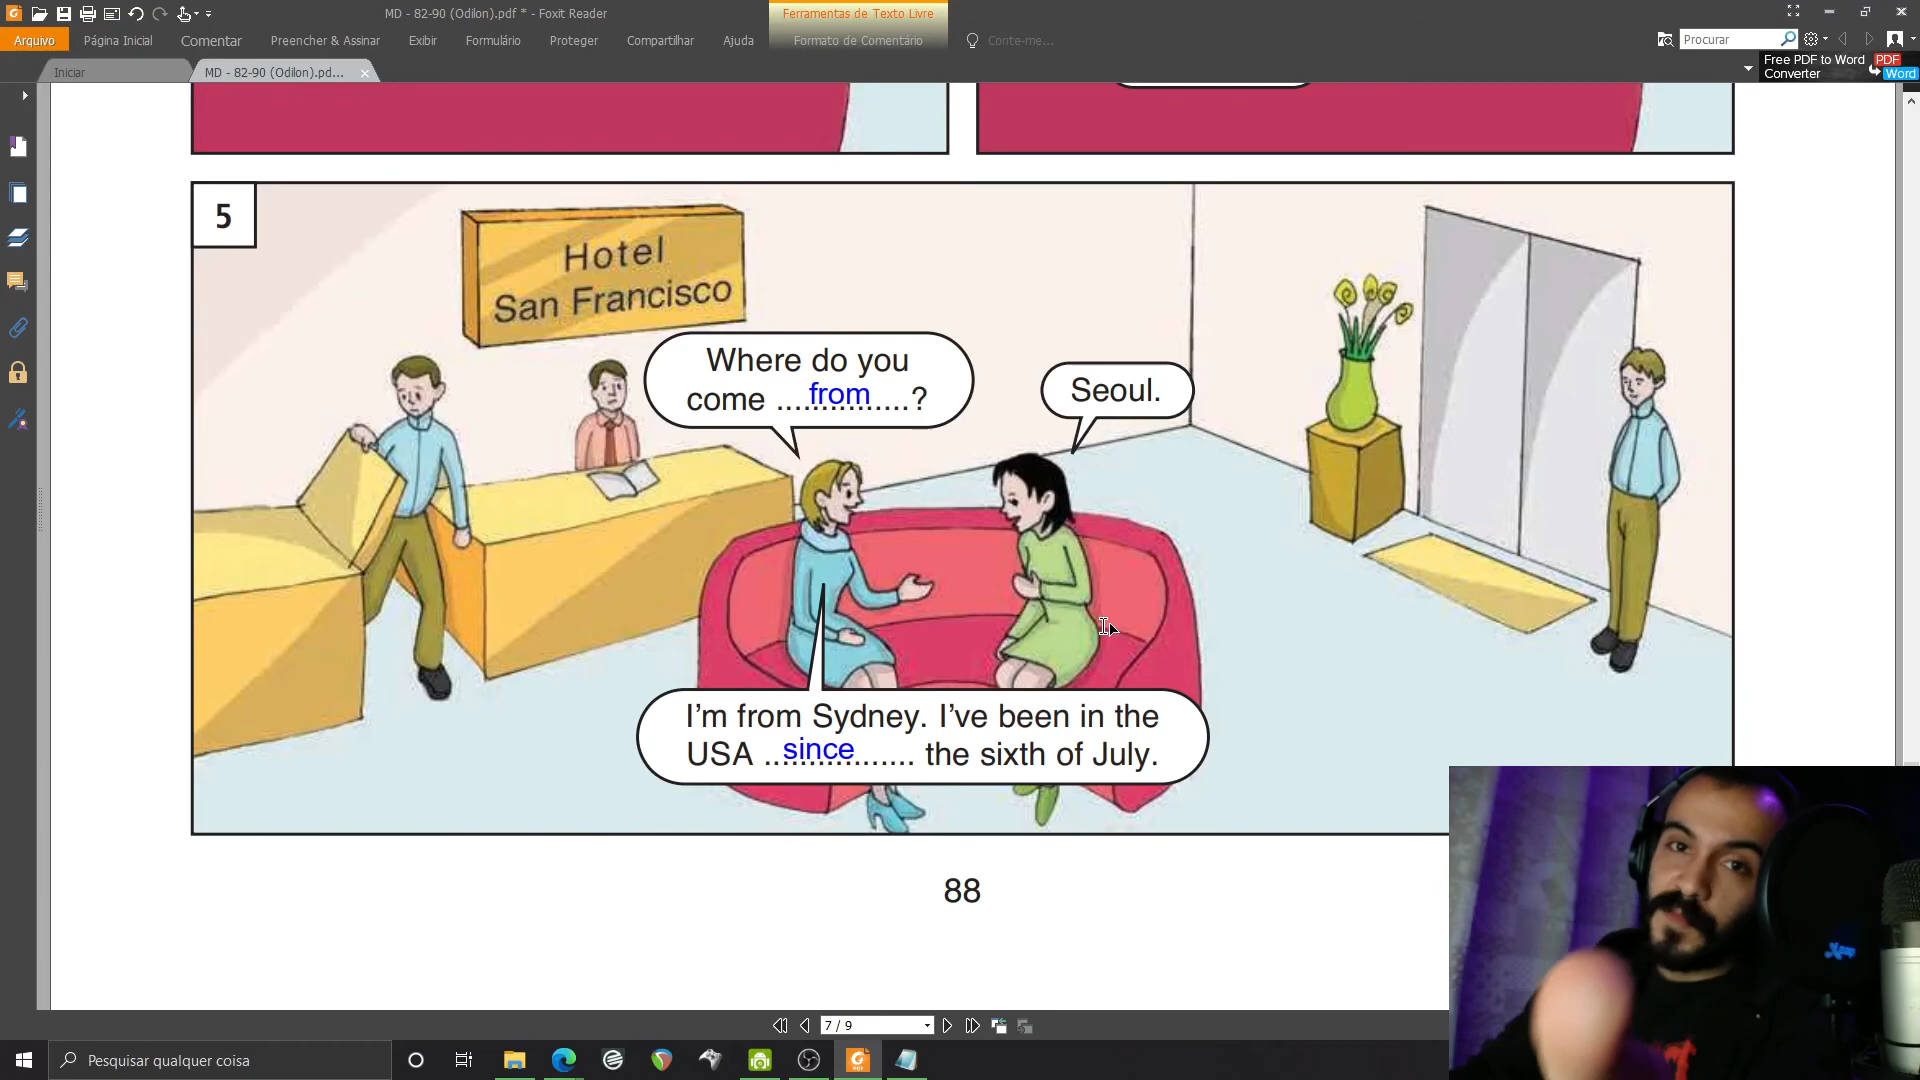 MD - 82-90 (Odilon).pdf * - Foxit Reader
Ferramentas de Texto Livre
Arquivo Página Inicial Comentar Preencher & Assinar Exibir Formulário Proteger Compartilhar Ajuda Formato de Comentário Conte-me... Procurar
Iniciar MD - 82-90 (Odilon).pd...
Free PDF to Word PDF
Converter Word
5
Hotel
San Francisco
Where do you
come ...from...?
Seoul.
I'm from Sydney. I've been in the
USA ...since... the sixth of July.
88
7 / 9
Pesquisar qualquer coisa